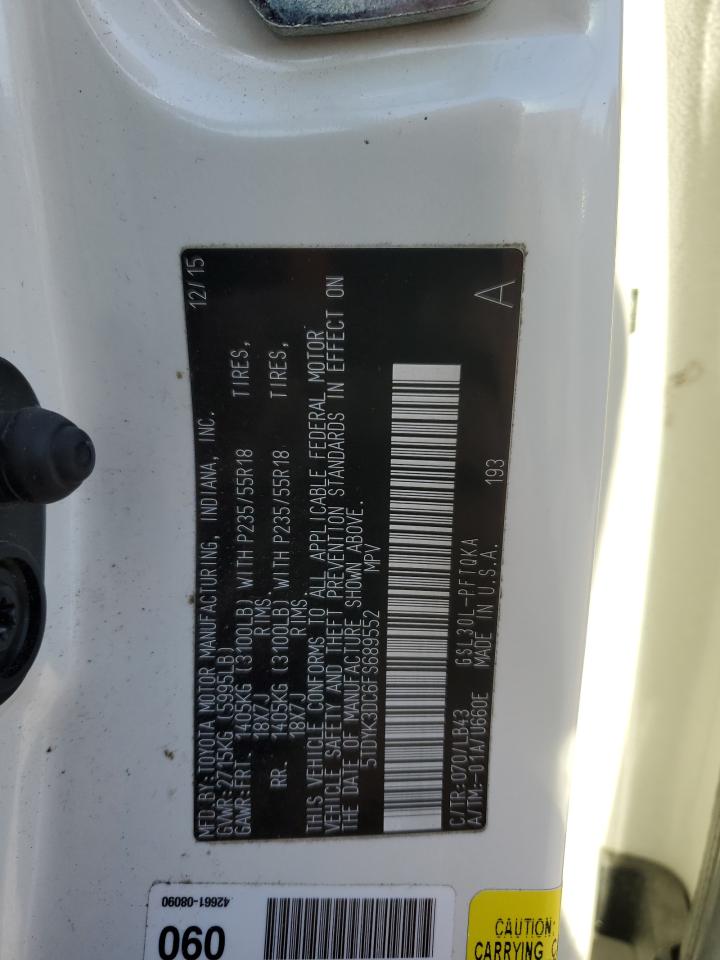 MFD.BY:TOYOTA MOTOR MANUFACTURING, INDIANA, INC. 12/15
GVWR:2715KG (5995LB)
GAWR:FRT. 1405KG (3100LB) WITH P235/55R18 TIRES,
18X7J RIMS,
RR. 1405KG (3100LB) WITH P235/55R18 TIRES,
18X7J RIMS.
THIS VEHICLE CONFORMS TO ALL APPLICABLE FEDERAL MOTOR
VEHICLE SAFETY AND THEFT PREVENTION STANDARDS IN EFFECT ON
THE DATE OF MANUFACTURE SHOWN ABOVE.
5TDYK3DC6FS689552 MPV
C/TR:070/LB43 GSL30L-PFTQKA
A/TM:-01A/U660E MADE IN U.S.A. 193 A
42661-08090
090
CAUTION:
CARRYING